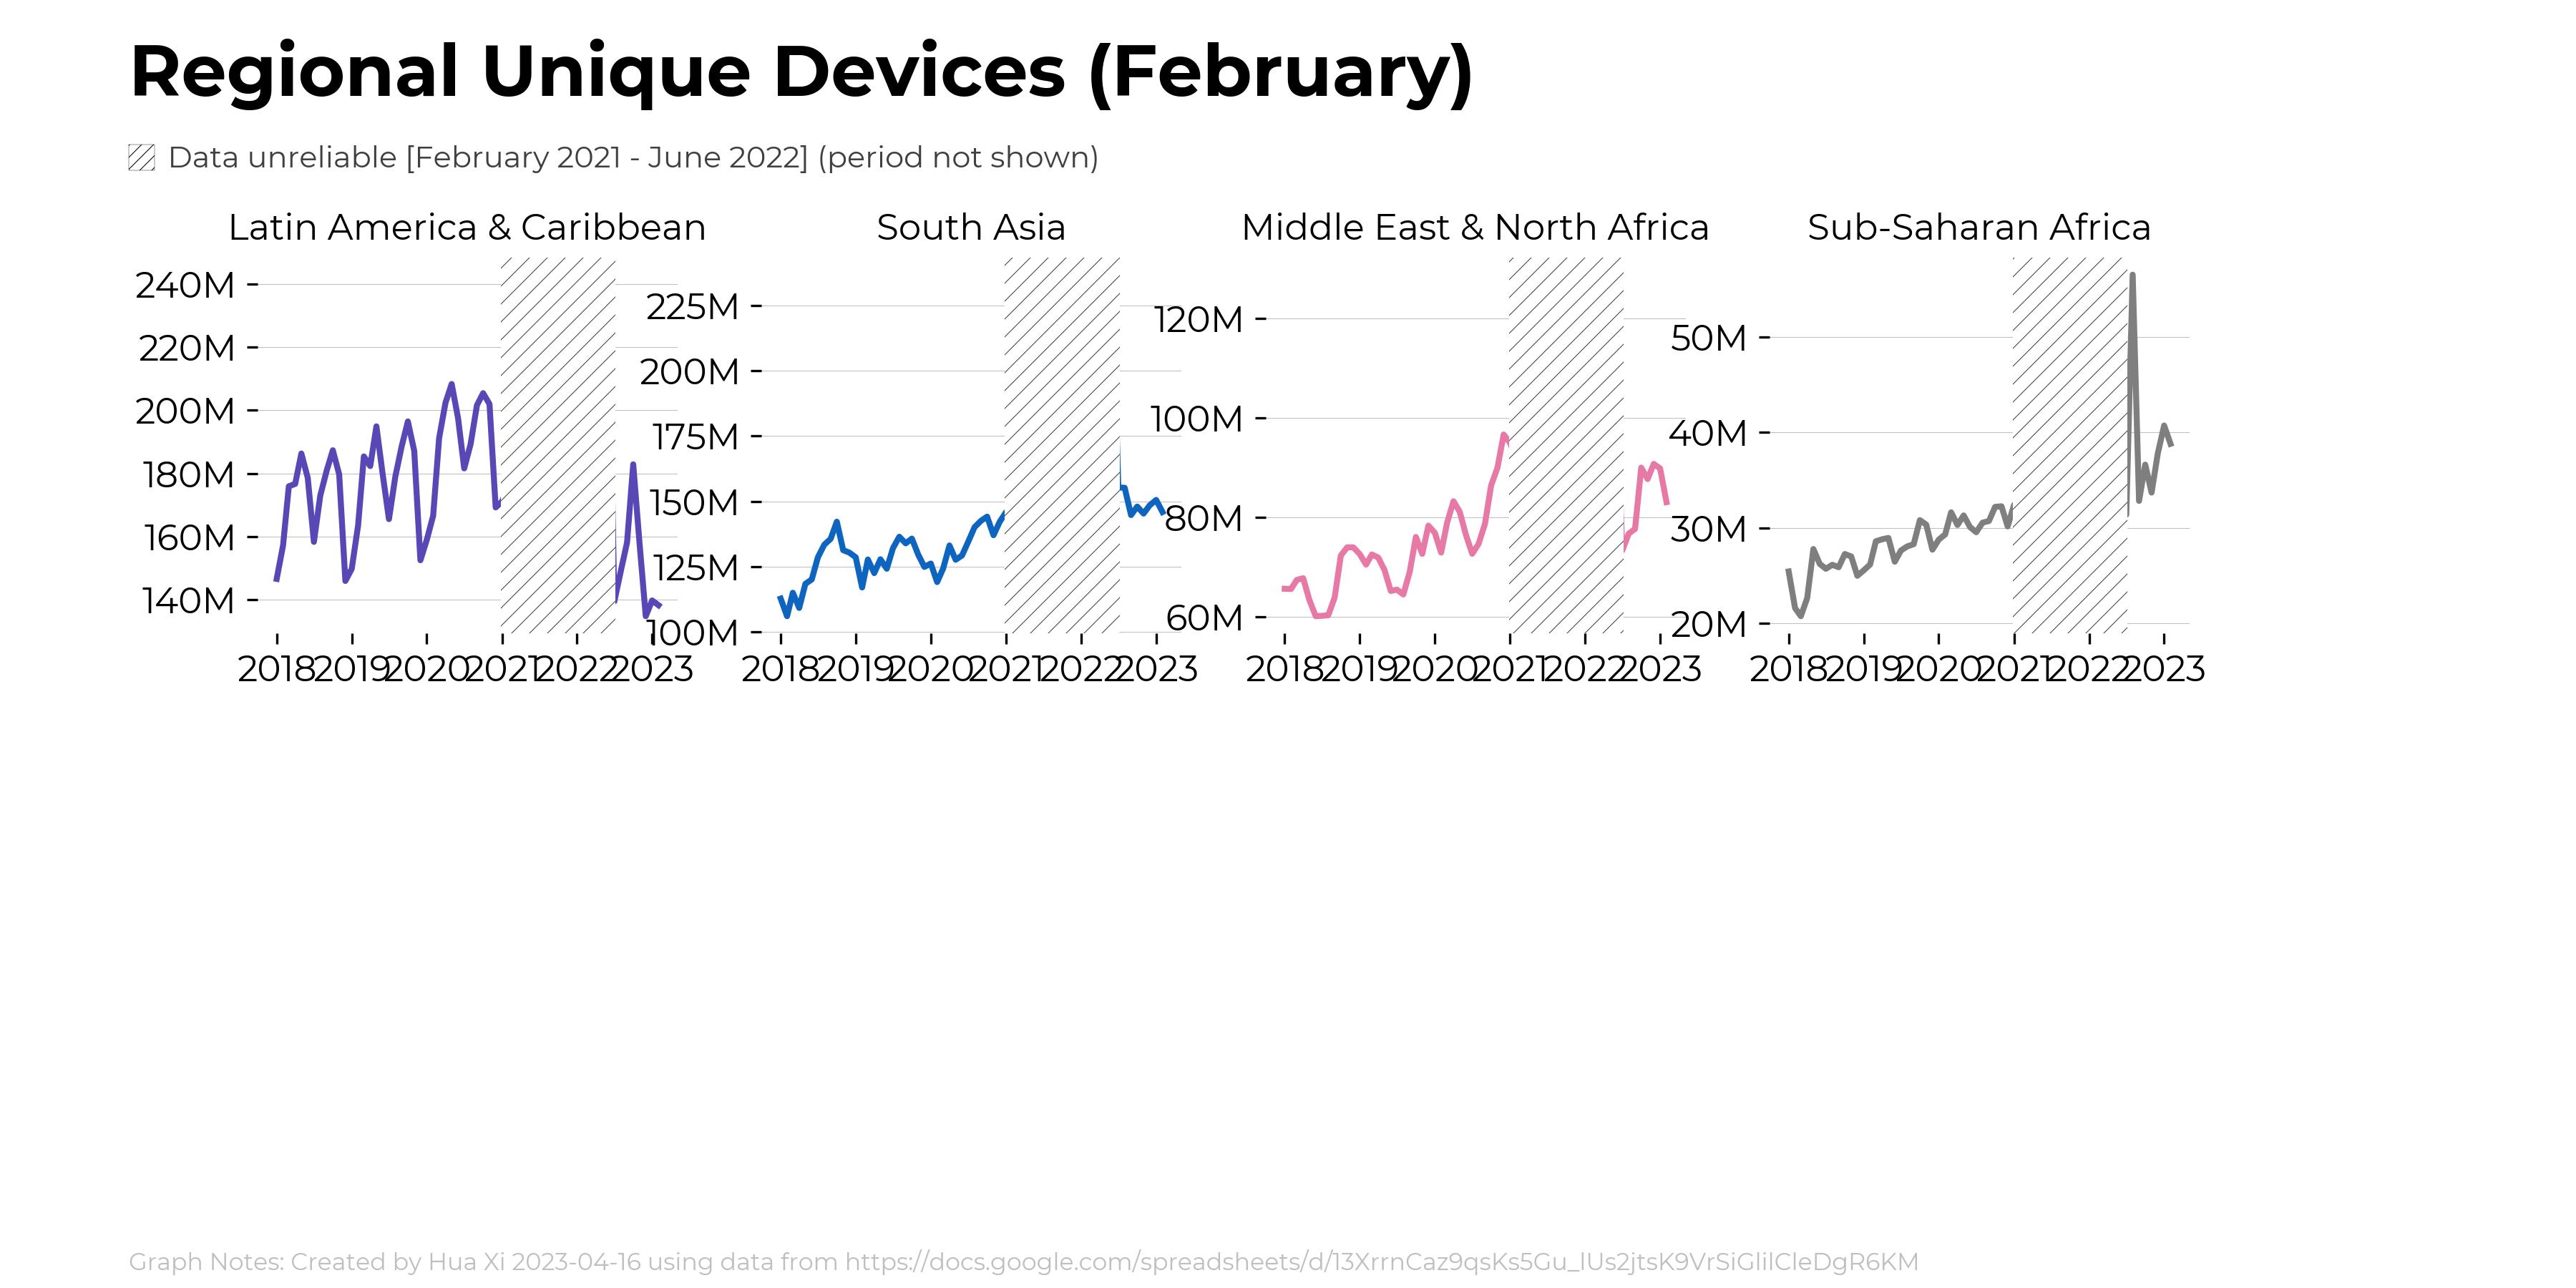 Regional Unique Devices (February)
Data unreliable [February 2021 - June 2022] (period not shown)
Latin America & Caribbean
240M
220M
200M
180M
160M
140M
2018 2019 2020 2021 2022 2023
South Asia
225M
200M
175M
150M
125M
100M
2018 2019 2020 2021 2022 2023
Middle East & North Africa
120M
100M
80M
60M
2018 2019 2020 2021 2022 2023
Sub-Saharan Africa
50M
40M
30M
20M
2018 2019 2020 2021 2022 2023
Graph Notes: Created by Hua Xi 2023-04-16 using data from https://docs.google.com/spreadsheets/d/13XrrnCaz9qsKs5Gu_lUs2jtsK9VrSiGlilCleDgR6KM